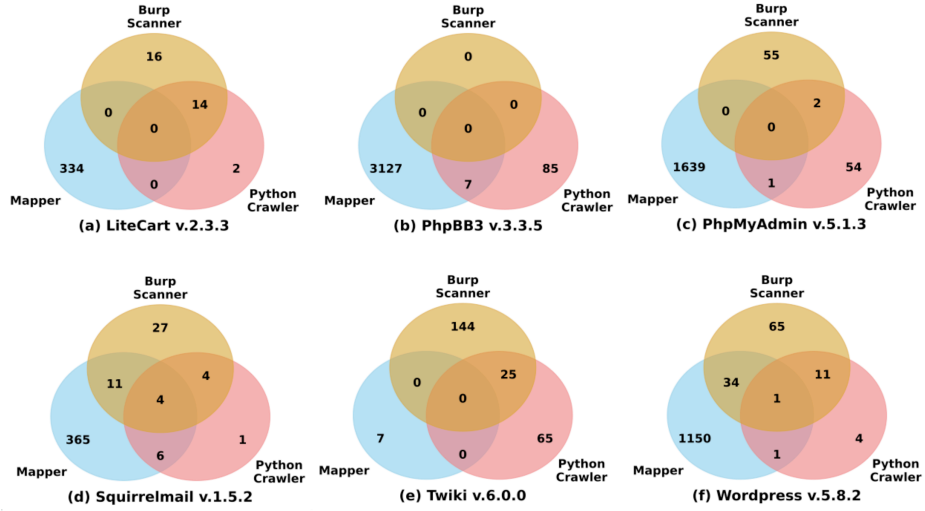 Burp
Scanner
16
0
14
0
334
2
0
Mapper
Python
Crawler
(a) LiteCart v.2.3.3
Burp
Scanner
0
0
0
0
3127
85
7
Mapper
Python
Crawler
(b) PhpBB3 v.3.3.5
Burp
Scanner
55
0
2
0
1639
54
1
Mapper
Python
Crawler
(c) PhpMyAdmin v.5.1.3
Burp
Scanner
27
11
4
4
365
1
6
Mapper
Python
Crawler
(d) Squirrelmail v.1.5.2
Burp
Scanner
144
0
25
0
7
65
0
Mapper
Python
Crawler
(e) Twiki v.6.0.0
Burp
Scanner
65
34
11
1
1150
4
1
Mapper
Python
Crawler
(f) Wordpress v.5.8.2